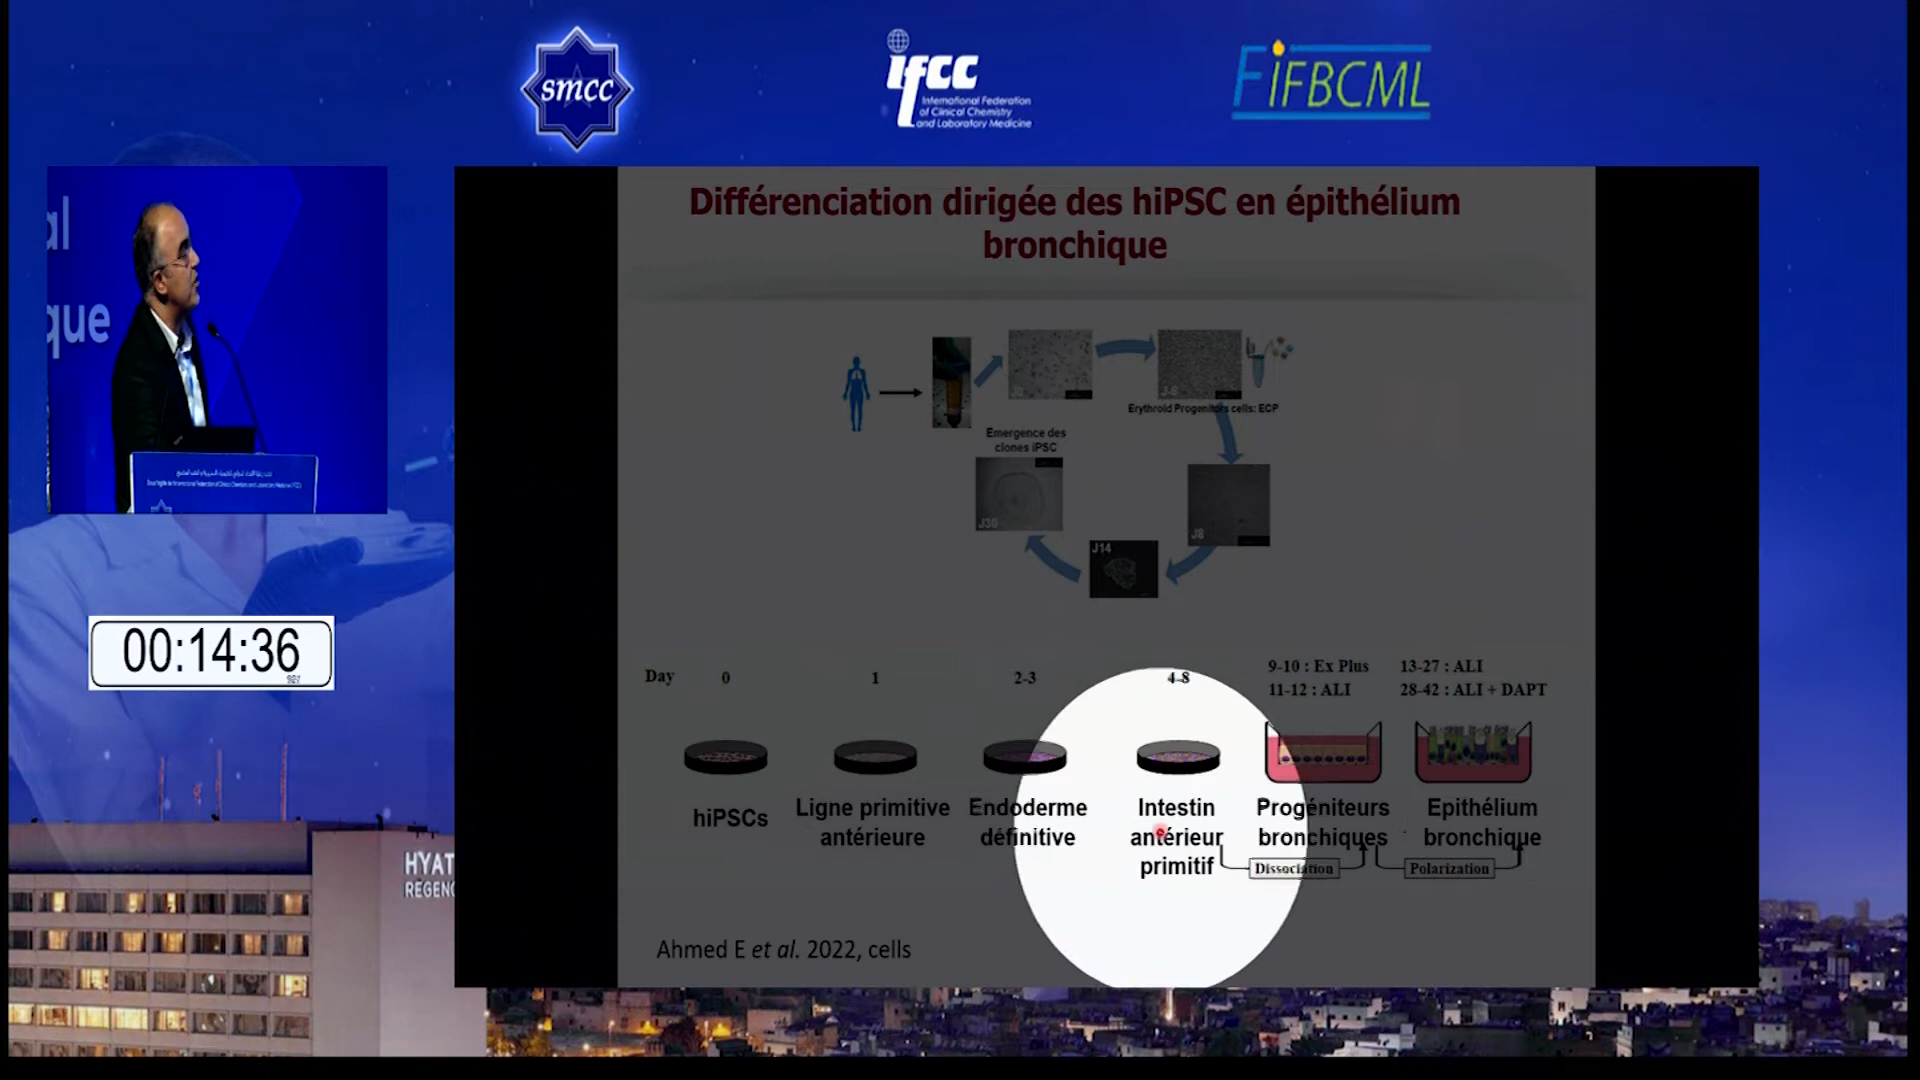 smcc
ifcc
International Federation
of Clinical Chemistry
and Laboratory Medicine
FIFBCML
al
que
Différenciation dirigée des hiPSC en épithélium
bronchique
Erythroid Progenitors cells: ECP
Emergence des
clones iPSC
J30
J8
J14
Day
0
1
2-3
4-8
9-10 : Ex Plus
11-12 : ALI
13-27 : ALI
28-42 : ALI + DAPT
hiPSCs
Ligne primitive
antérieure
Endoderme
définitive
Intestin
antérieur
primitif
Progéniteurs
bronchiques
Epithélium
bronchique
Dissociation
Polarization
Ahmed E et al. 2022, cells
00:14:36
HYAT
REGENC